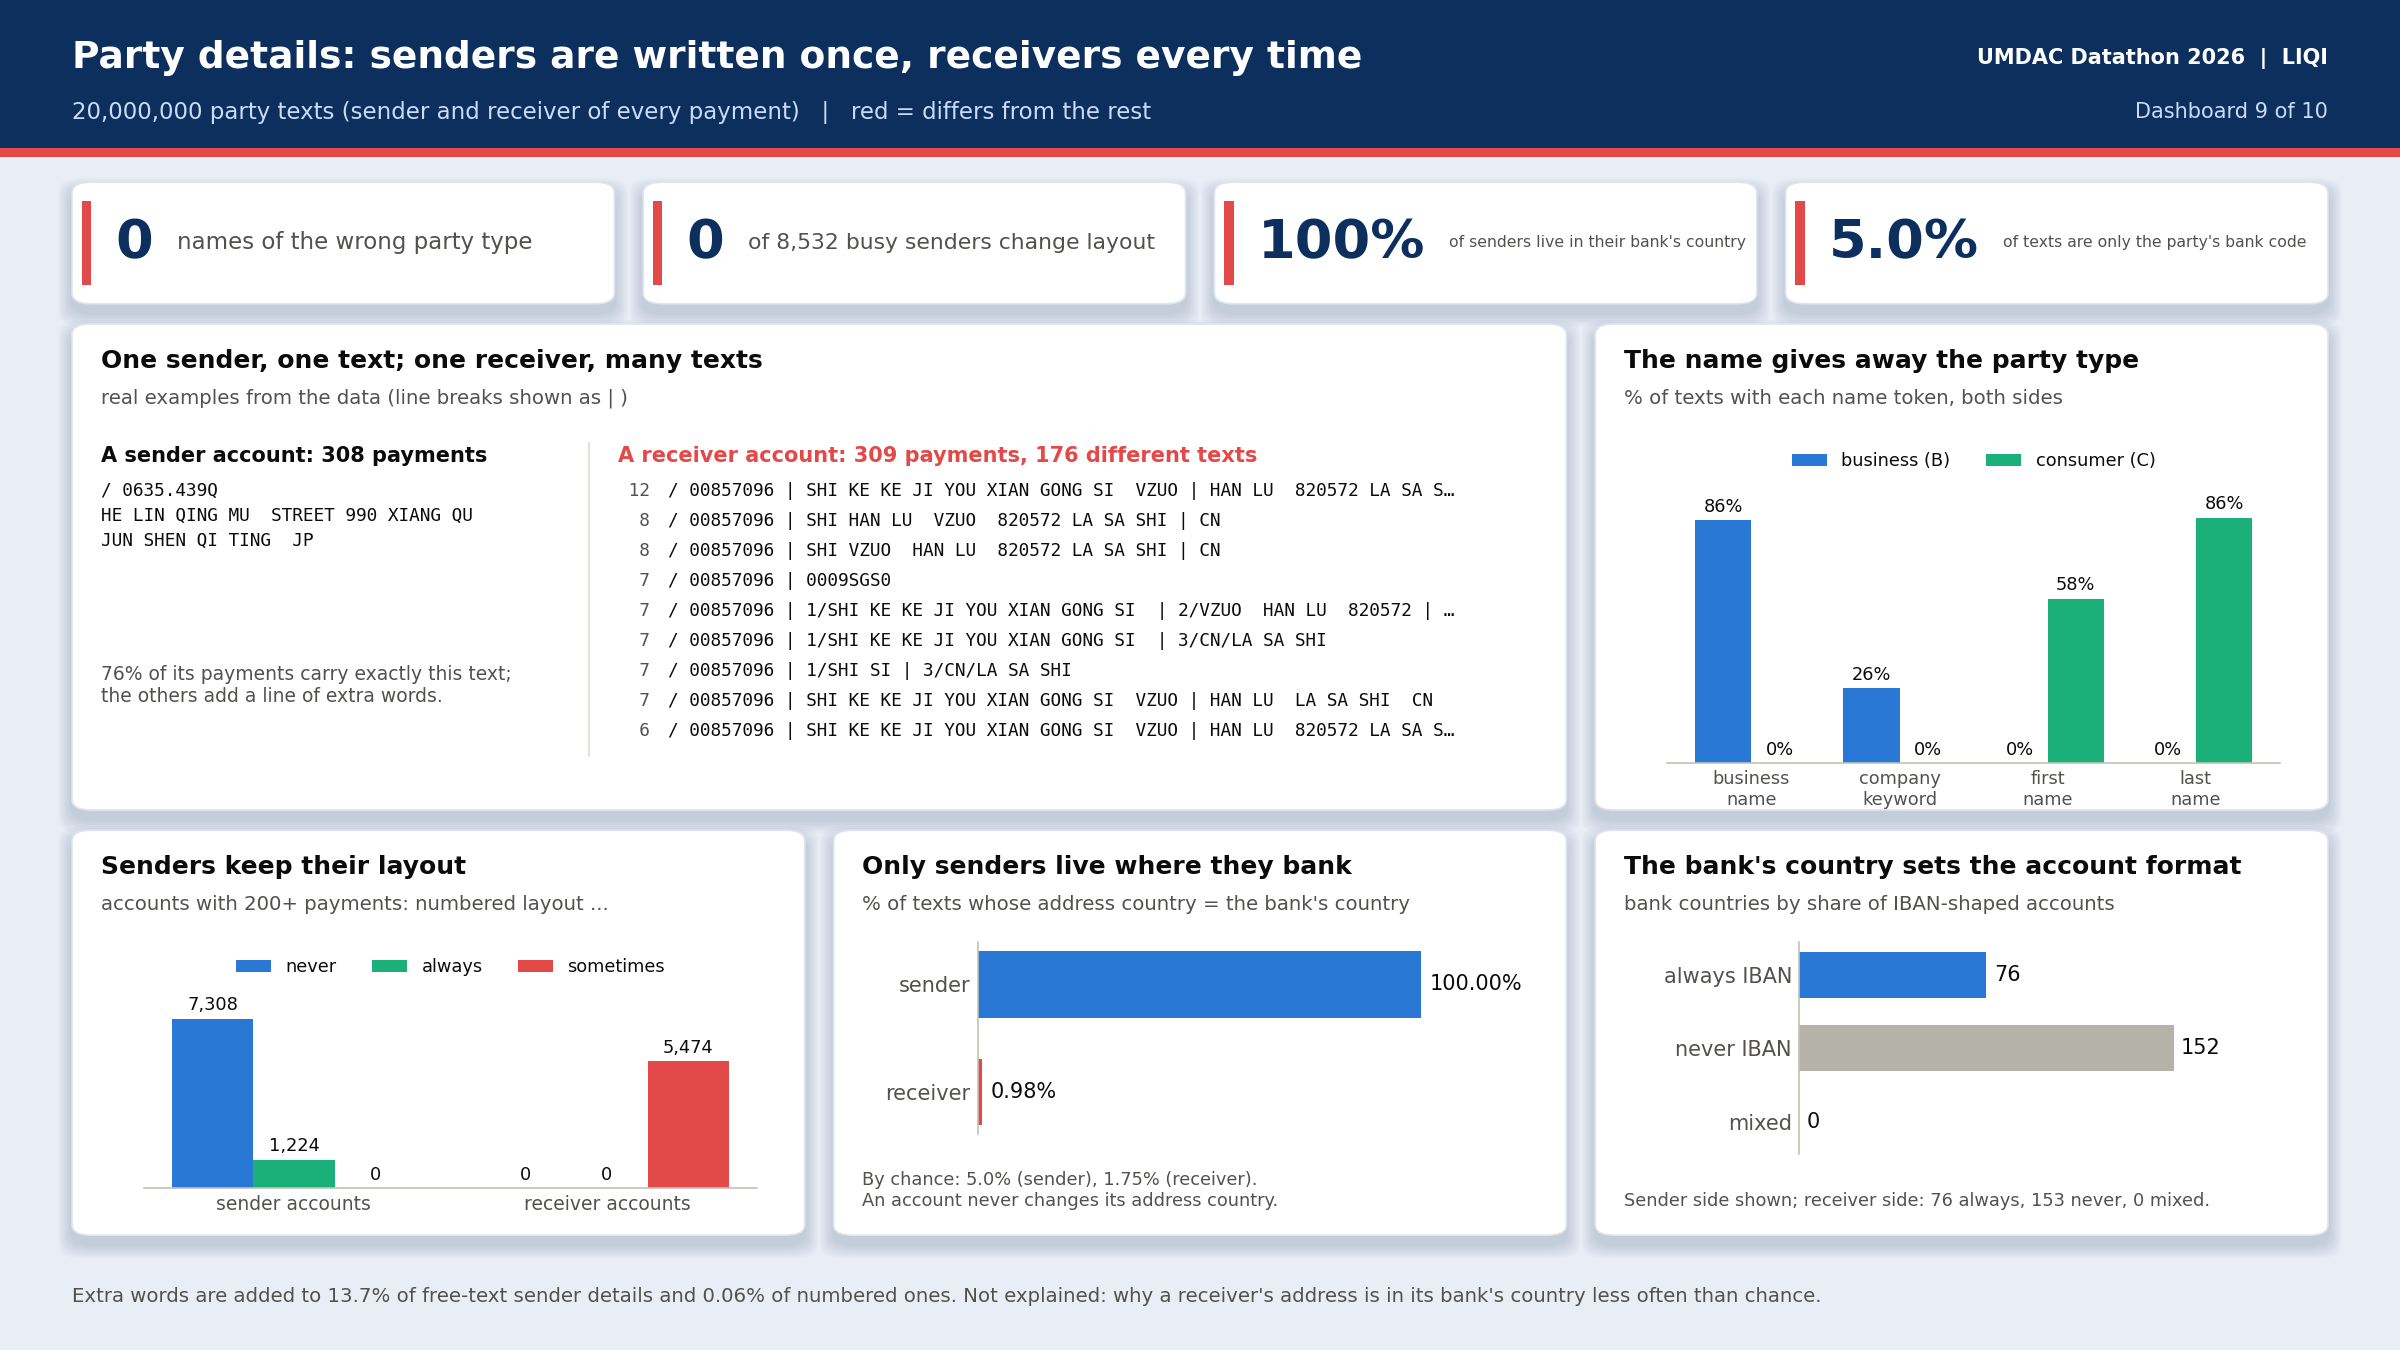 Party details: senders are written once, receivers every time
UMDAC Datathon 2026 | LIQI
20,000,000 party texts (sender and receiver of every payment) | red = differs from the rest
Dashboard 9 of 10
0 names of the wrong party type
0 of 8,532 busy senders change layout
100% of senders live in their bank's country
5.0% of texts are only the party's bank code
One sender, one text; one receiver, many texts
real examples from the data (line breaks shown as | )
A sender account: 308 payments
/ 0635.439Q
HE LIN QING MU  STREET 990 XIANG QU
JUN SHEN QI TING  JP
76% of its payments carry exactly this text;
the others add a line of extra words.
A receiver account: 309 payments, 176 different texts
12 / 00857096 | SHI KE KE JI YOU XIAN GONG SI  VZUO | HAN LU  820572 LA SA S…
8 / 00857096 | SHI HAN LU  VZUO  820572 LA SA SHI | CN
8 / 00857096 | SHI VZUO  HAN LU  820572 LA SA SHI | CN
7 / 00857096 | 0009SGS0
7 / 00857096 | 1/SHI KE KE JI YOU XIAN GONG SI  | 2/VZUO  HAN LU  820572 | …
7 / 00857096 | 1/SHI KE KE JI YOU XIAN GONG SI  | 3/CN/LA SA SHI
7 / 00857096 | 1/SHI SI | 3/CN/LA SA SHI
7 / 00857096 | SHI KE KE JI YOU XIAN GONG SI  VZUO | HAN LU  LA SA SHI  CN
6 / 00857096 | SHI KE KE JI YOU XIAN GONG SI  VZUO | HAN LU  820572 LA SA S…
The name gives away the party type
% of texts with each name token, both sides
business (B)
consumer (C)
86%
0%
26%
0%
0%
58%
0%
86%
business name
company keyword
first name
last name
Senders keep their layout
accounts with 200+ payments: numbered layout ...
never
always
sometimes
7,308
1,224
0
0
0
5,474
sender accounts
receiver accounts
Only senders live where they bank
% of texts whose address country = the bank's country
sender 100.00%
receiver 0.98%
By chance: 5.0% (sender), 1.75% (receiver).
An account never changes its address country.
The bank's country sets the account format
bank countries by share of IBAN-shaped accounts
always IBAN 76
never IBAN 152
mixed 0
Sender side shown; receiver side: 76 always, 153 never, 0 mixed.
Extra words are added to 13.7% of free-text sender details and 0.06% of numbered ones. Not explained: why a receiver's address is in its bank's country less often than chance.